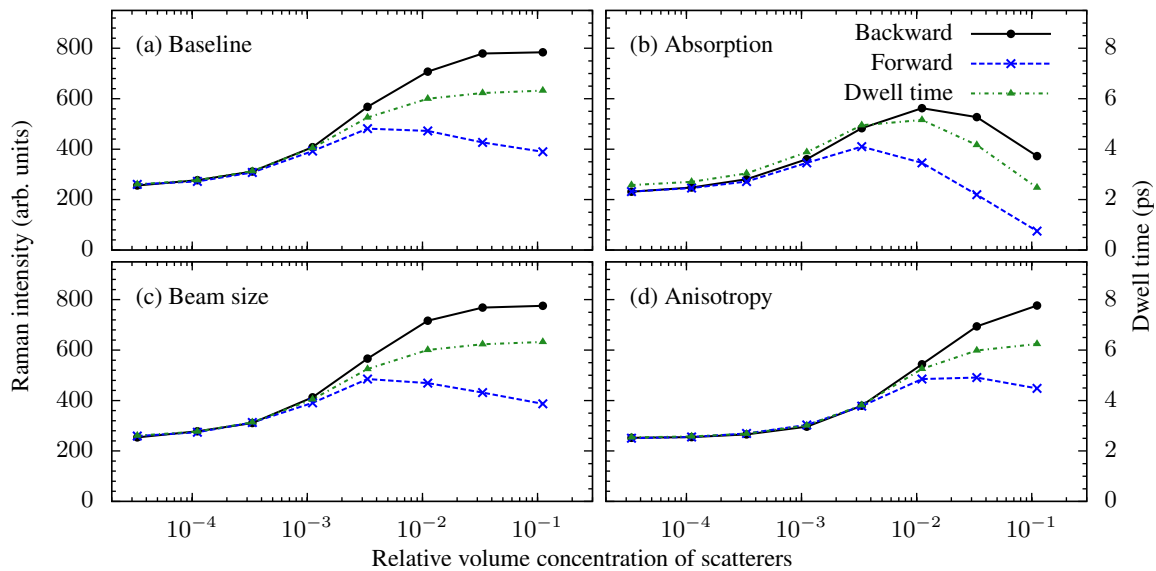 (a) Baseline
(b) Absorption
Backward
Forward
Dwell time
800
600
400
200
0
8
6
4
2
0
(c) Beam size
(d) Anisotropy
800
600
400
200
0
8
6
4
2
0
10⁻⁴ 10⁻³ 10⁻² 10⁻¹
10⁻⁴ 10⁻³ 10⁻² 10⁻¹
Relative volume concentration of scatterers
Raman intensity (arb. units)
Dwell time (ps)